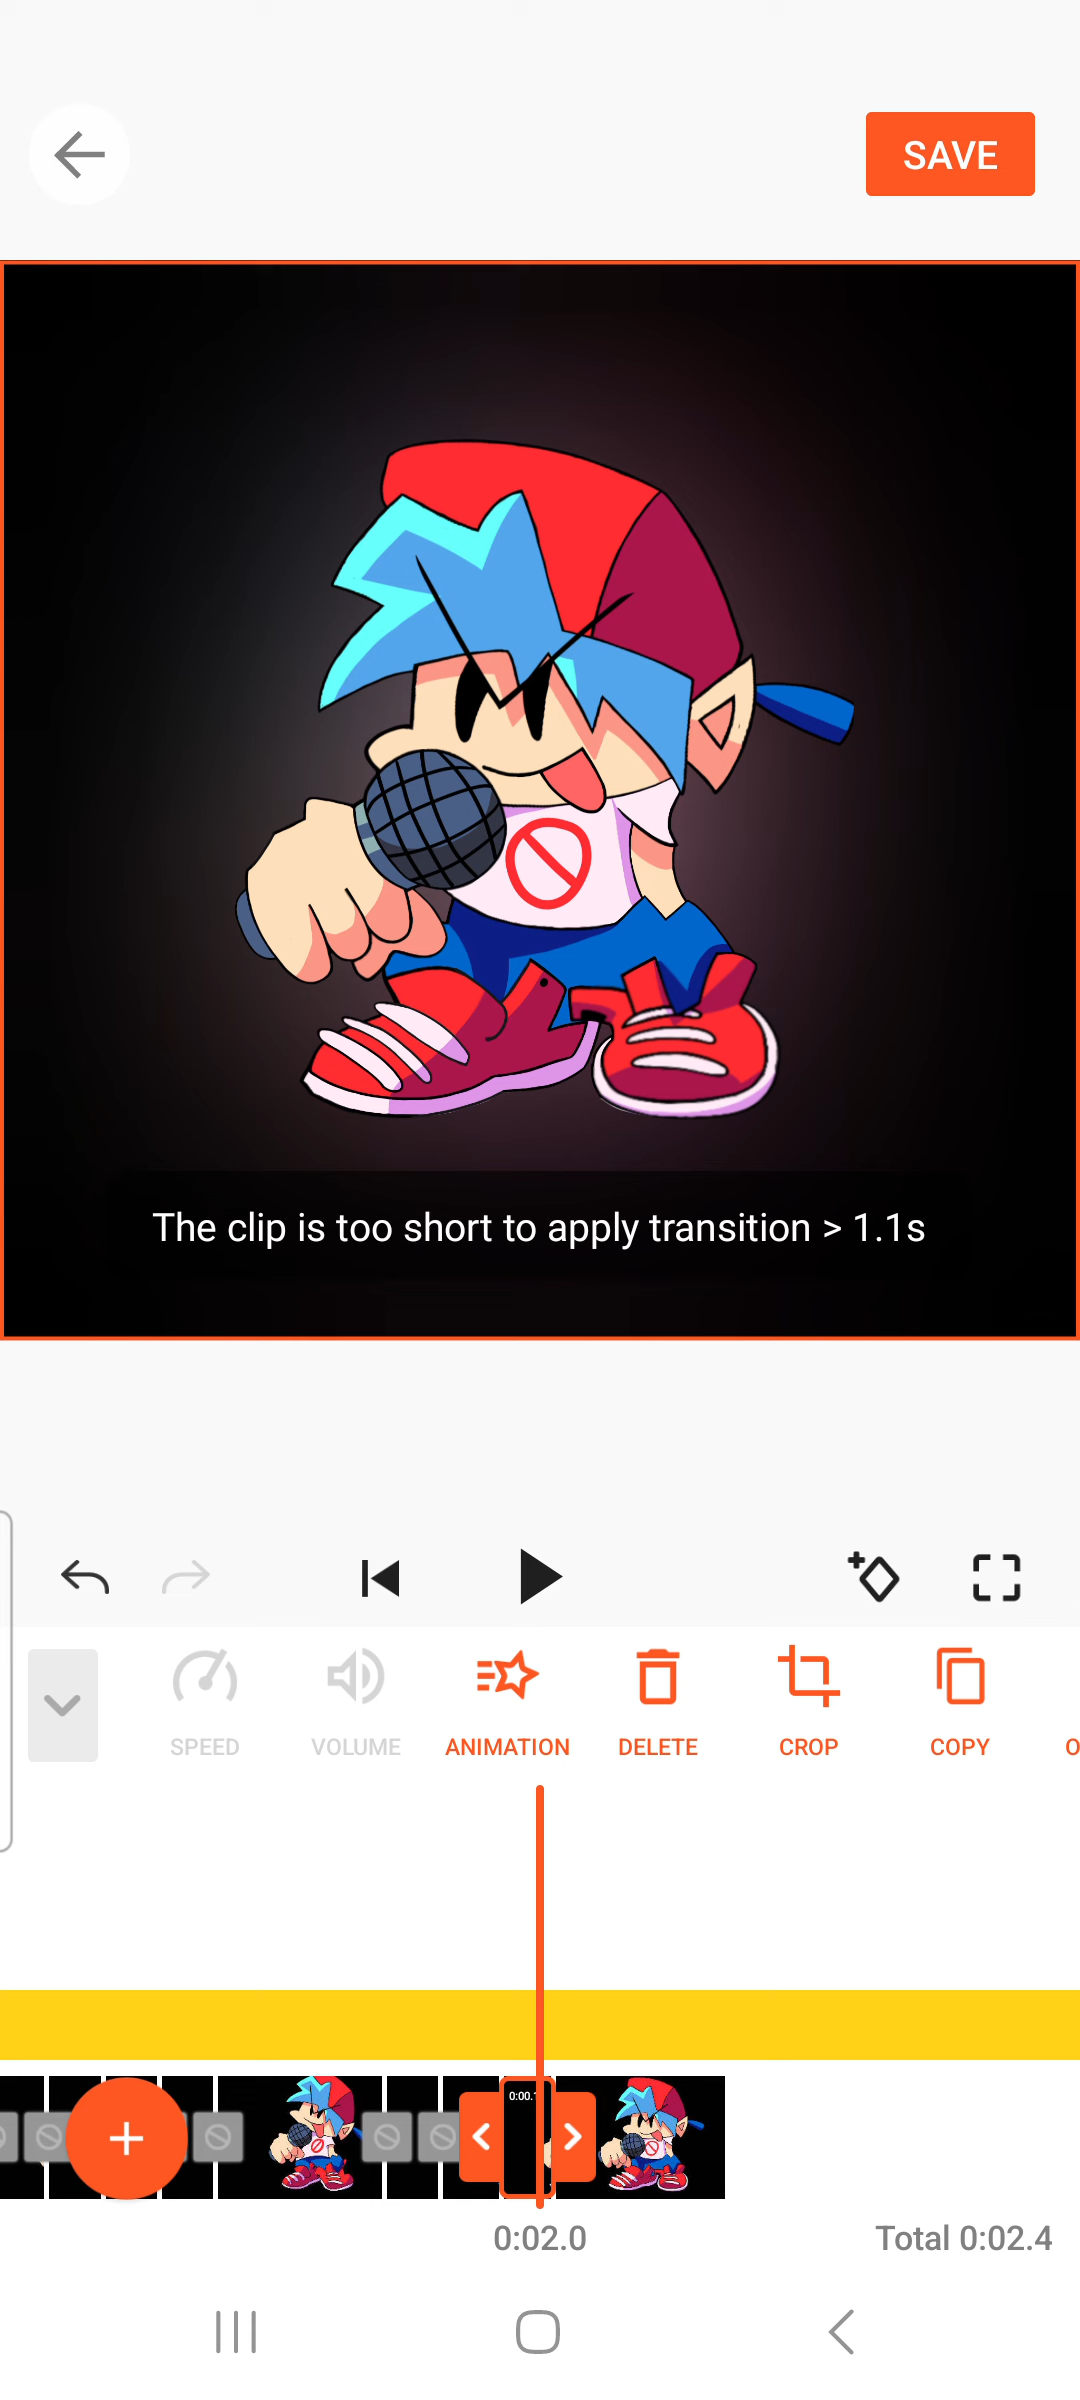 SAVE
The clip is too short to apply transition > 1.1s
SPEED
VOLUME
ANIMATION
DELETE
CROP
COPY
0:02.0
Total 0:02.4